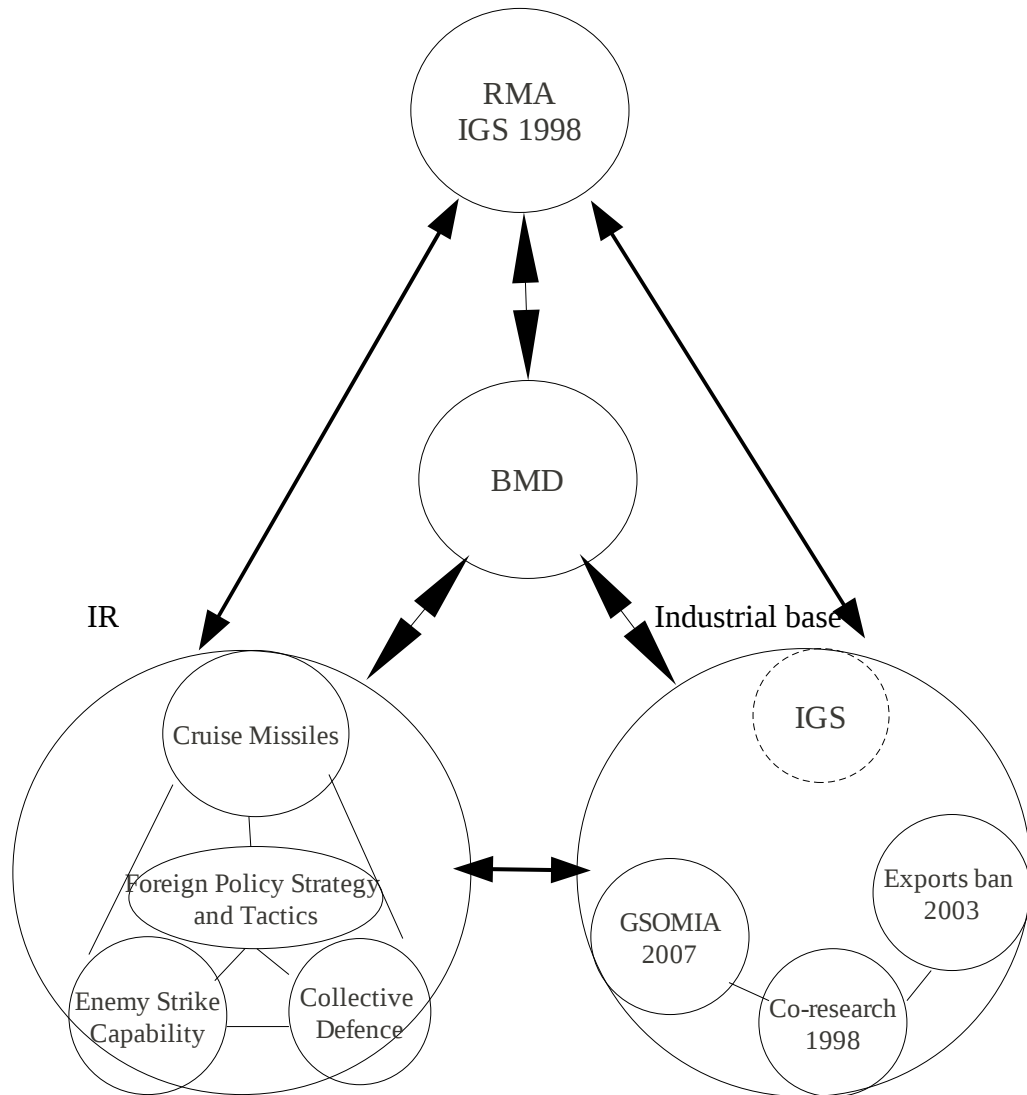 RMA
IGS 1998
BMD
IR
Industrial base
Cruise Missiles
IGS
Foreign Policy Strategy
and Tactics
Exports ban
2003
GSOMIA
2007
Enemy Strike
Capability
Collective
Defence
Co-research
1998